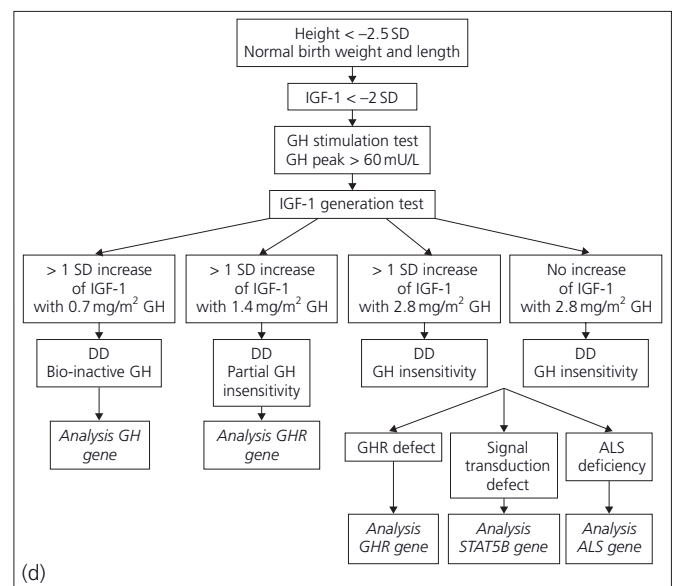 Height < –2.5 SD
Normal birth weight and length
IGF-1 < –2 SD
GH stimulation test
GH peak > 60 mU/L
IGF-1 generation test
> 1 SD increase
of IGF-1
with 0.7 mg/m² GH
> 1 SD increase
of IGF-1
with 1.4 mg/m² GH
> 1 SD increase
of IGF-1
with 2.8 mg/m² GH
No increase
of IGF-1
with 2.8 mg/m² GH
DD
Bio-inactive GH
DD
Partial GH
insensitivity
DD
GH insensitivity
DD
GH insensitivity
Analysis GH
gene
Analysis GHR
gene
GHR defect
Signal
transduction
defect
ALS
deficiency
Analysis
GHR gene
Analysis
STAT5B gene
Analysis
ALS gene
(d)